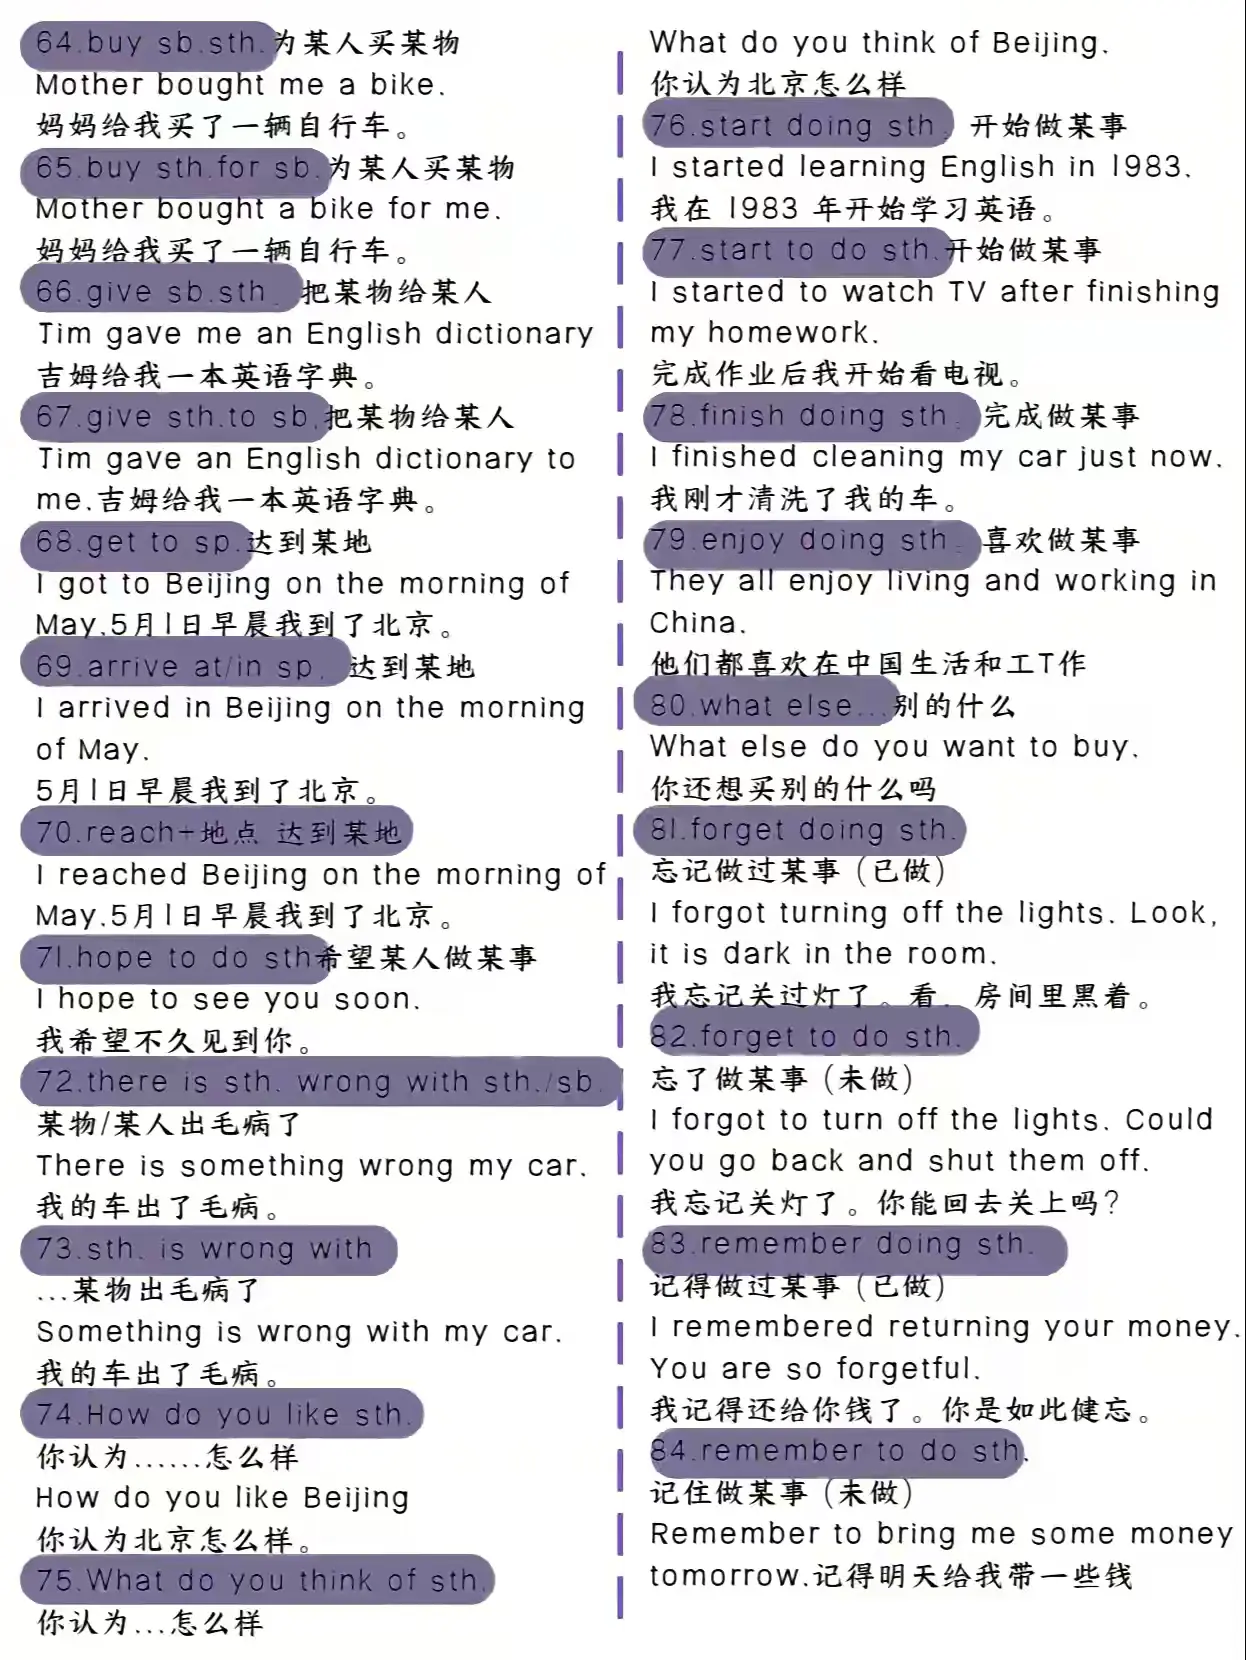 64.buy sb.sth.为某人买某物
Mother bought me a bike.
妈妈给我买了一辆自行车。
65.buy sth.for sb.为某人买某物
Mother bought a bike for me.
妈妈给我买了一辆自行车。
66.give sb.sth. 把某物给某人
Tim gave me an English dictionary
吉姆给我一本英语字典。
67.give sth.to sb.把某物给某人
Tim gave an English dictionary to
me.吉姆给我一本英语字典。
68.get to sp.达到某地
I got to Beijing on the morning of
May.5月1日早晨我到了北京。
69.arrive at/in sp. 达到某地
I arrived in Beijing on the morning
of May.
5月1日早晨我到了北京。
70.reach+地点 达到某地
I reached Beijing on the morning of
May.5月1日早晨我到了北京。
71.hope to do sth希望某人做某事
I hope to see you soon.
我希望不久见到你。
72.there is sth. wrong with sth./sb.
某物/某人出毛病了
There is something wrong my car.
我的车出了毛病。
73.sth. is wrong with
...某物出毛病了
Something is wrong with my car.
我的车出了毛病。
74.How do you like sth.
你认为......怎么样
How do you like Beijing
你认为北京怎么样。
75.What do you think of sth.
你认为...怎么样
What do you think of Beijing.
你认为北京怎么样
76.start doing sth. 开始做某事
I started learning English in 1983.
我在 1983 年开始学习英语。
77.start to do sth.开始做某事
I started to watch TV after finishing
my homework.
完成作业后我开始看电视。
78.finish doing sth. 完成做某事
I finished cleaning my car just now.
我刚才清洗了我的车。
79.enjoy doing sth. 喜欢做某事
They all enjoy living and working in
China.
他们都喜欢在中国生活和工T作
80.what else...别的什么
What else do you want to buy.
你还想买别的什么吗
81.forget doing sth.
忘记做过某事（已做）
I forgot turning off the lights. Look,
it is dark in the room.
我忘记关过灯了。看，房间里黑着。
82.forget to do sth.
忘了做某事（未做）
I forgot to turn off the lights. Could
you go back and shut them off.
我忘记关灯了。你能回去关上吗?
83.remember doing sth.
记得做过某事（已做）
I remembered returning your money.
You are so forgetful.
我记得还给你钱了。你是如此健忘。
84.remember to do sth.
记住做某事（未做）
Remember to bring me some money
tomorrow.记得明天给我带一些钱